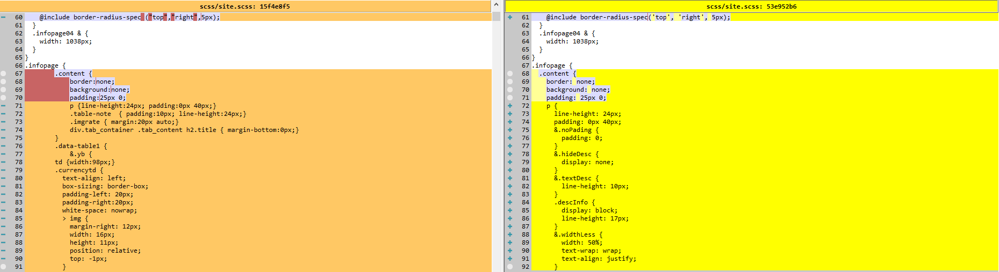 scss/site.scss: 15f4e8f5
60 @include border-radius-spec ("top","right",5px);
61 }
62 .infopage04 & {
63 width: 1038px;
64 }
65 }
66 .infopage {
67 .content {
68 border:none;
69 background:none;
70 padding:25px 0;
71 p {line-height:24px; padding:0px 40px;}
72 .table-note  { padding:10px; line-height:24px;}
73 .imgrate { margin:20px auto;}
74 div.tab_container .tab_content h2.title { margin-bottom:0px;}
75 }
76 .data-table1 {
77 &.yb {
78 td {width:98px;}
79 .currencytd {
80 text-align: left;
81 box-sizing: border-box;
82 padding-left: 20px;
83 padding-right:20px;
84 white-space: nowrap;
85 > img {
86 margin-right: 12px;
87 width: 16px;
88 height: 11px;
89 position: relative;
90 top: -1px;
91 }
scss/site.scss: 53e952b6
61 @include border-radius-spec('top', 'right', 5px);
62 }
63 .infopage04 & {
64 width: 1038px;
65 }
66 }
67 .infopage {
68 .content {
69 border: none;
70 background: none;
71 padding: 25px 0;
72 p {
73 line-height: 24px;
74 padding: 0px 40px;
75 &.noPading {
76 padding: 0;
77 }
78 &.hideDesc {
79 display: none;
80 }
81 &.textDesc {
82 line-height: 10px;
83 }
84 .descInfo {
85 display: block;
86 line-height: 17px;
87 }
88 &.widthLess {
89 width: 50%;
90 text-wrap: wrap;
91 text-align: justify;
92 }